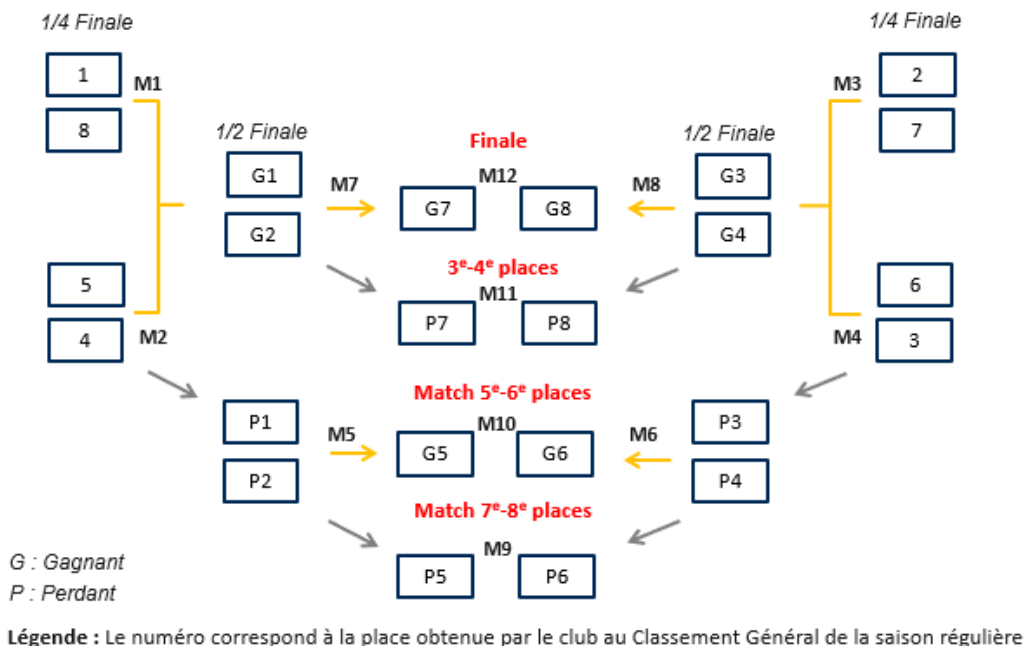 1/4 Finale
1/4 Finale
1
M1
M3
2
8
7
1/2 Finale
Finale
1/2 Finale
G1
M7
M12
M8
G3
G7
G8
G2
G4
3e-4e places
5
6
M11
P7
P8
4
M2
M4
3
Match 5e-6e places
P1
M5
M10
M6
P3
G5
G6
P2
P4
Match 7e-8e places
M9
G : Gagnant
P5
P6
P : Perdant
Légende : Le numéro correspond à la place obtenue par le club au Classement Général de la saison régulière